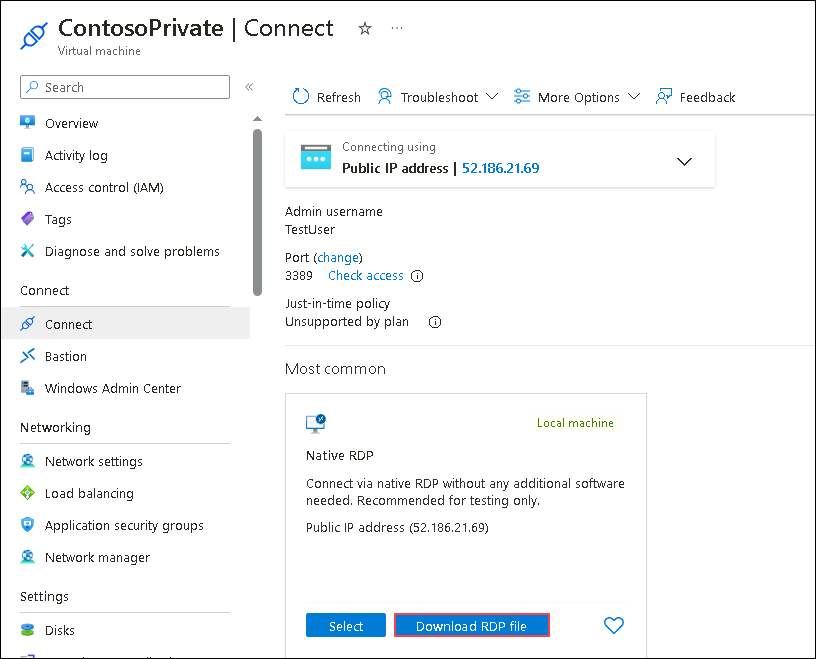 ContosoPrivate | Connect
Virtual machine
Search
Overview
Activity log
Access control (IAM)
Tags
Diagnose and solve problems
Connect
Connect
Bastion
Windows Admin Center
Networking
Network settings
Load balancing
Application security groups
Network manager
Settings
Disks
Refresh
Troubleshoot
More Options
Feedback
Connecting using
Public IP address | 52.186.21.69
Admin username
TestUser
Port (change)
3389 Check access
Just-in-time policy
Unsupported by plan
Most common
Local machine
Native RDP
Connect via native RDP without any additional software
needed. Recommended for testing only.
Public IP address (52.186.21.69)
Select
Download RDP file